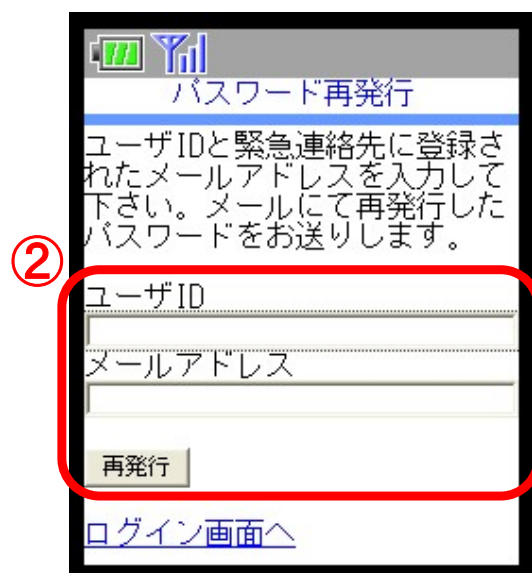 パスワード再発行
ユーザIDと緊急連絡先に登録さ
れたメールアドレスを入力して
下さい。メールにて再発行した
パスワードをお送りします。
②
ユーザID
メールアドレス
再発行
ログイン画面へ